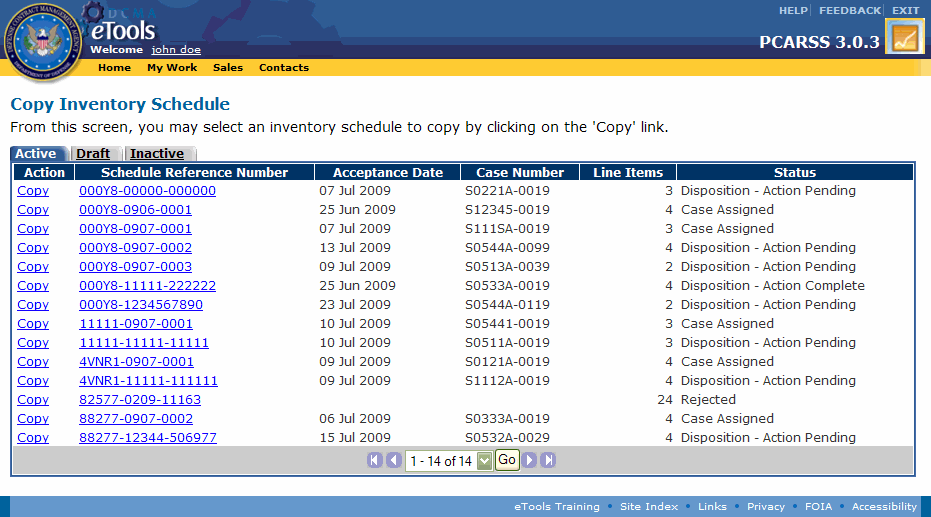 HELP FEEDBACK EXIT
DCMA
eTools
Welcome john doe
PCARSS 3.0.3
DEFENSE CONTRACT MANAGEMENT AGENCY
DEPARTMENT OF DEFENSE
Home My Work Sales Contacts
Copy Inventory Schedule
From this screen, you may select an inventory schedule to copy by clicking on the 'Copy' link.
Active Draft Inactive
Action Schedule Reference Number Acceptance Date Case Number Line Items Status
Copy 000Y8-00000-000000 07 Jul 2009 S0221A-0019 3 Disposition - Action Pending
Copy 000Y8-0906-0001 25 Jun 2009 S12345-0019 4 Case Assigned
Copy 000Y8-0907-0001 07 Jul 2009 S111SA-0019 3 Case Assigned
Copy 000Y8-0907-0002 13 Jul 2009 S0544A-0099 4 Disposition - Action Pending
Copy 000Y8-0907-0003 09 Jul 2009 S0513A-0039 2 Disposition - Action Pending
Copy 000Y8-11111-222222 25 Jun 2009 S0533A-0019 4 Disposition - Action Complete
Copy 000Y8-1234567890 23 Jul 2009 S0544A-0119 2 Disposition - Action Pending
Copy 11111-0907-0001 10 Jul 2009 S05441-0019 3 Case Assigned
Copy 11111-11111-11111 10 Jul 2009 S0511A-0019 3 Disposition - Action Pending
Copy 4VNR1-0907-0001 09 Jul 2009 S0121A-0019 4 Case Assigned
Copy 4VNR1-11111-111111 09 Jul 2009 S1112A-0019 4 Disposition - Action Pending
Copy 82577-0209-11163 24 Rejected
Copy 88277-0907-0002 06 Jul 2009 S0333A-0019 4 Case Assigned
Copy 88277-12344-506977 15 Jul 2009 S0532A-0029 4 Disposition - Action Pending
1 - 14 of 14 Go
eTools Training • Site Index • Links • Privacy • FOIA • Accessibility